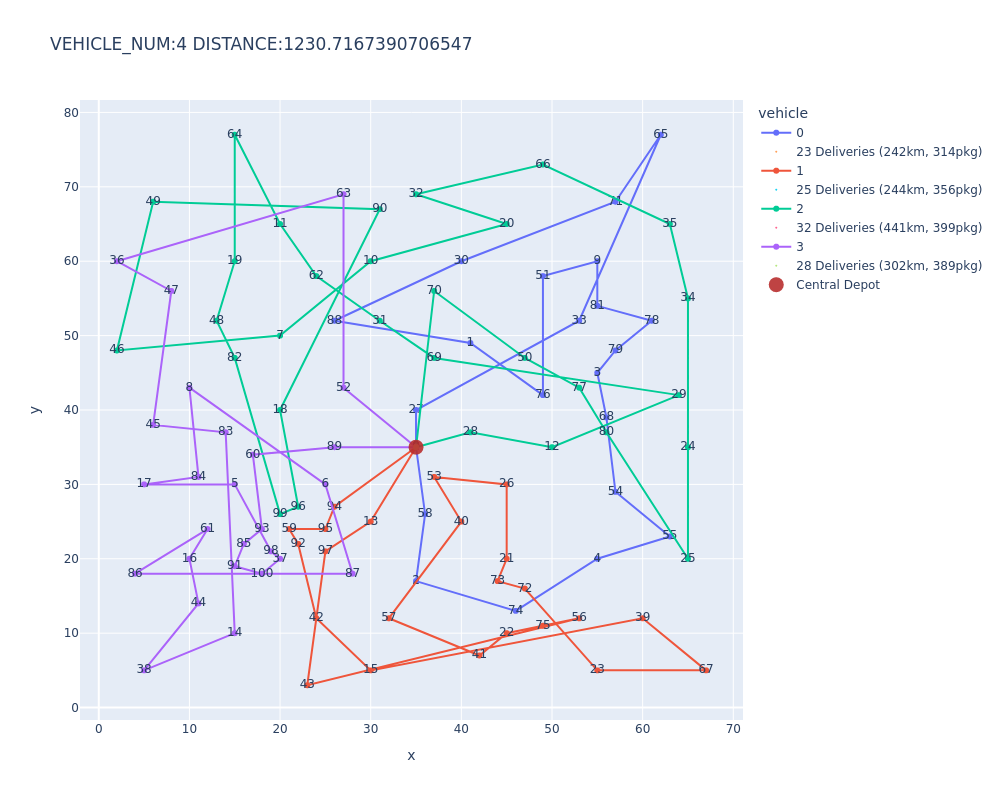 VEHICLE_NUM:4 DISTANCE:1230.7167390706547
80
64 65
66
70 63 32
49 90 71
11 20 35
60 36 19 10 30 9
62 51
47 70
34
81
48 88 31 33 78
50 7
1
46 79
82 69 50
3
8 52 77
76 29
40 18 27
68
45
83 28 80
89 12 24
60
84 53
30 17 5 6 26
54
96 94
99 58
13 40
61 93 59 95
55
85 92
98 97
20 16 37 21 4 25
91
86 100 87
2 73
72
44
74
42 57 56 39
75
10 14 22
41
38 15 23 67
43
0
0 10 20 30 40 50 60 70
x
y
vehicle
0
23 Deliveries (242km, 314pkg)
1
25 Deliveries (244km, 356pkg)
2
32 Deliveries (441km, 399pkg)
3
28 Deliveries (302km, 389pkg)
Central Depot